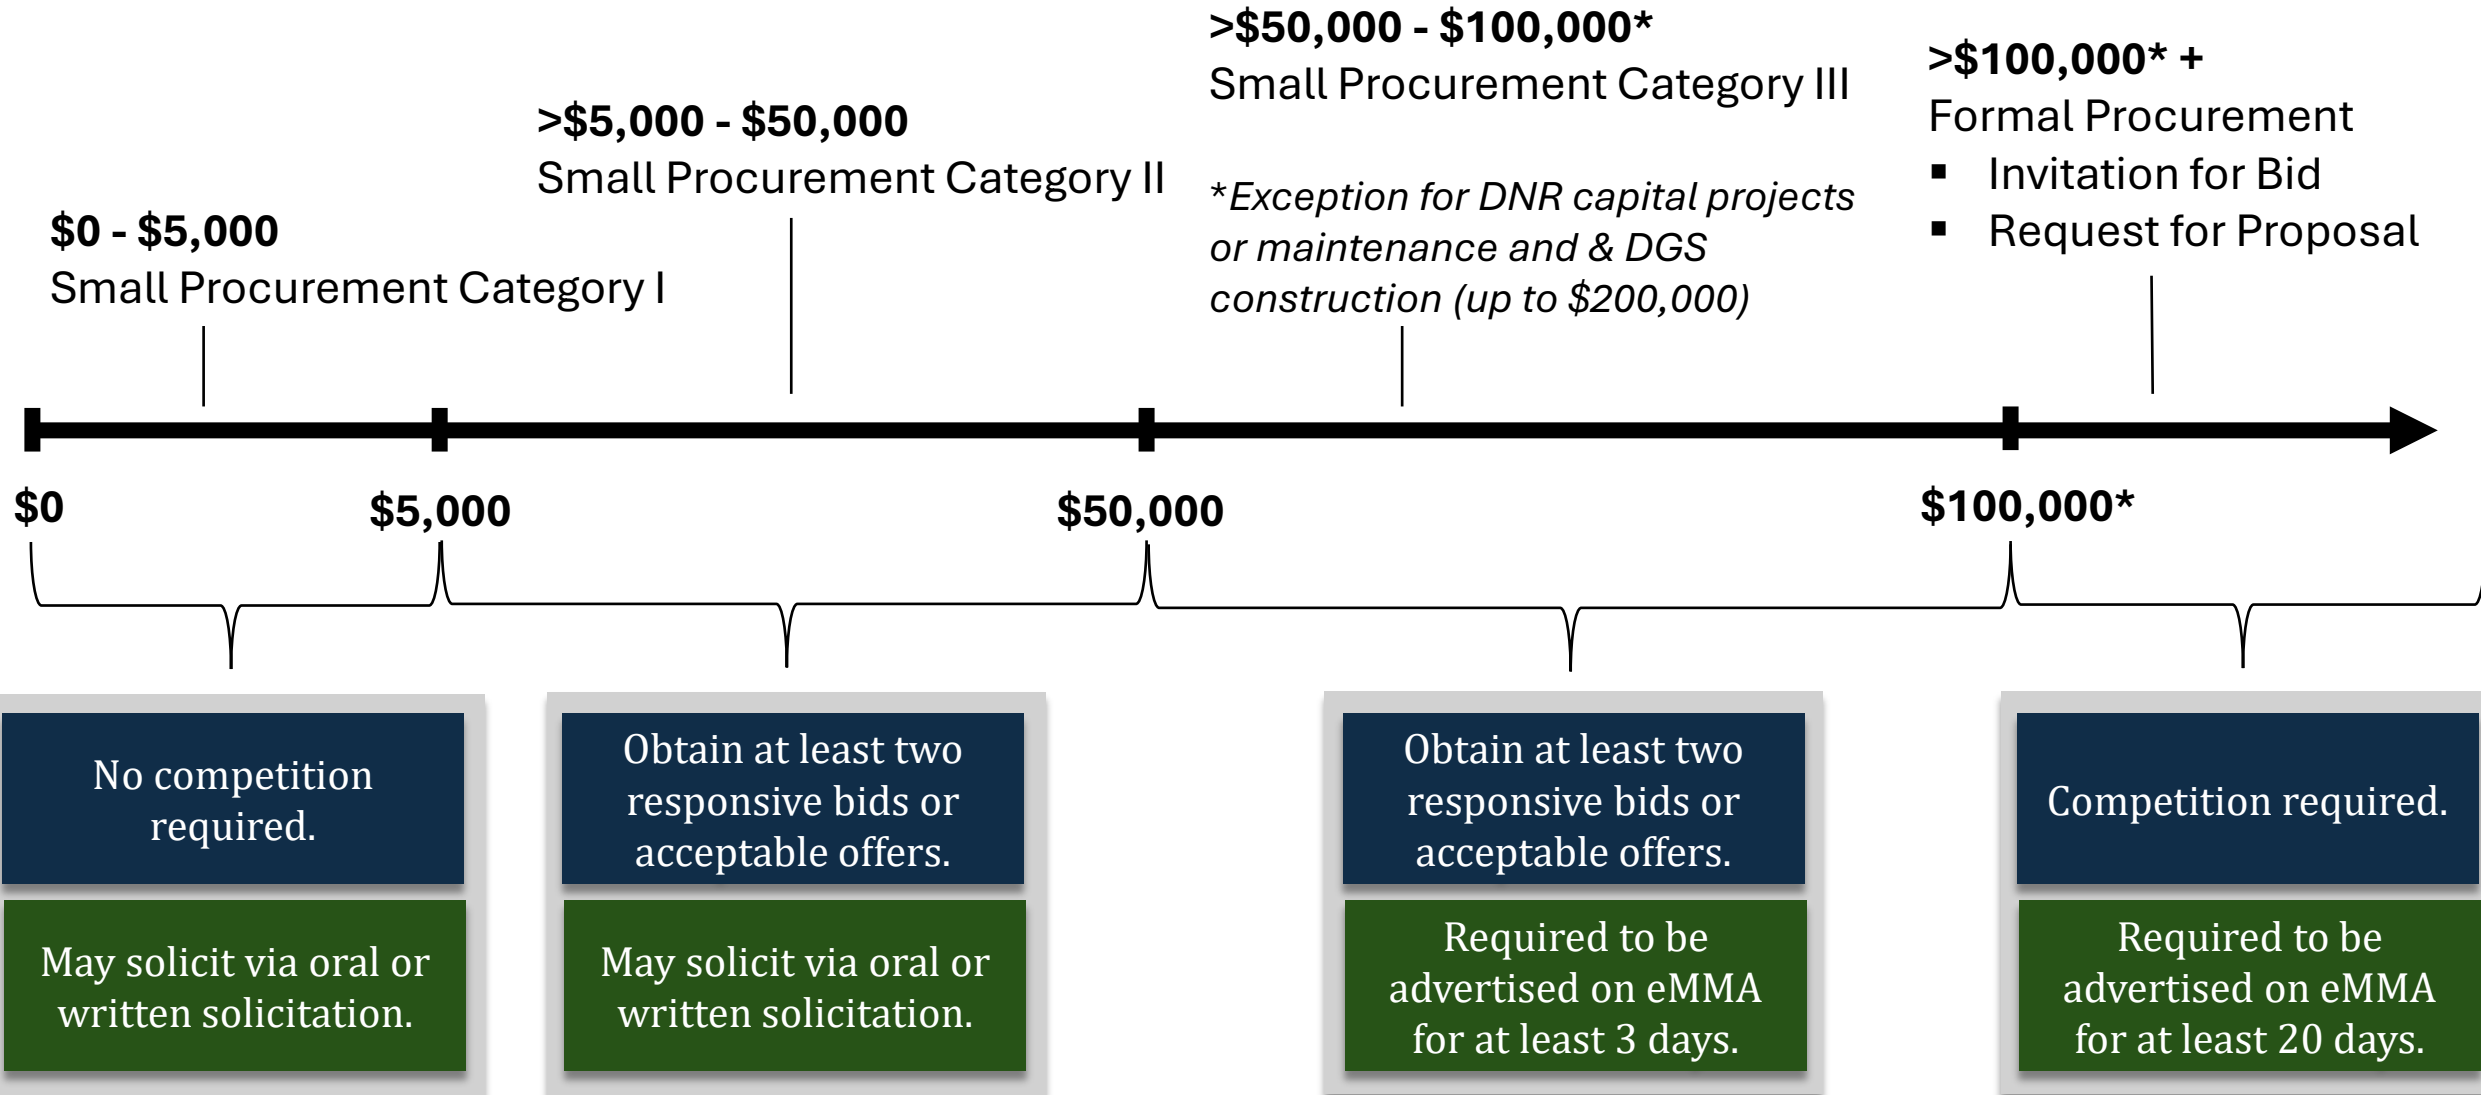 $0 - $5,000
Small Procurement Category I
>$5,000 - $50,000
Small Procurement Category II
>$50,000 - $100,000*
Small Procurement Category III
*Exception for DNR capital projects
or maintenance and & DGS
construction (up to $200,000)
>$100,000* +
Formal Procurement
▪ Invitation for Bid
▪ Request for Proposal
$0
$5,000
$50,000
$100,000*
No competition
required.
May solicit via oral or
written solicitation.
Obtain at least two
responsive bids or
acceptable offers.
May solicit via oral or
written solicitation.
Obtain at least two
responsive bids or
acceptable offers.
Required to be
advertised on eMMA
for at least 3 days.
Competition required.
Required to be
advertised on eMMA
for at least 20 days.